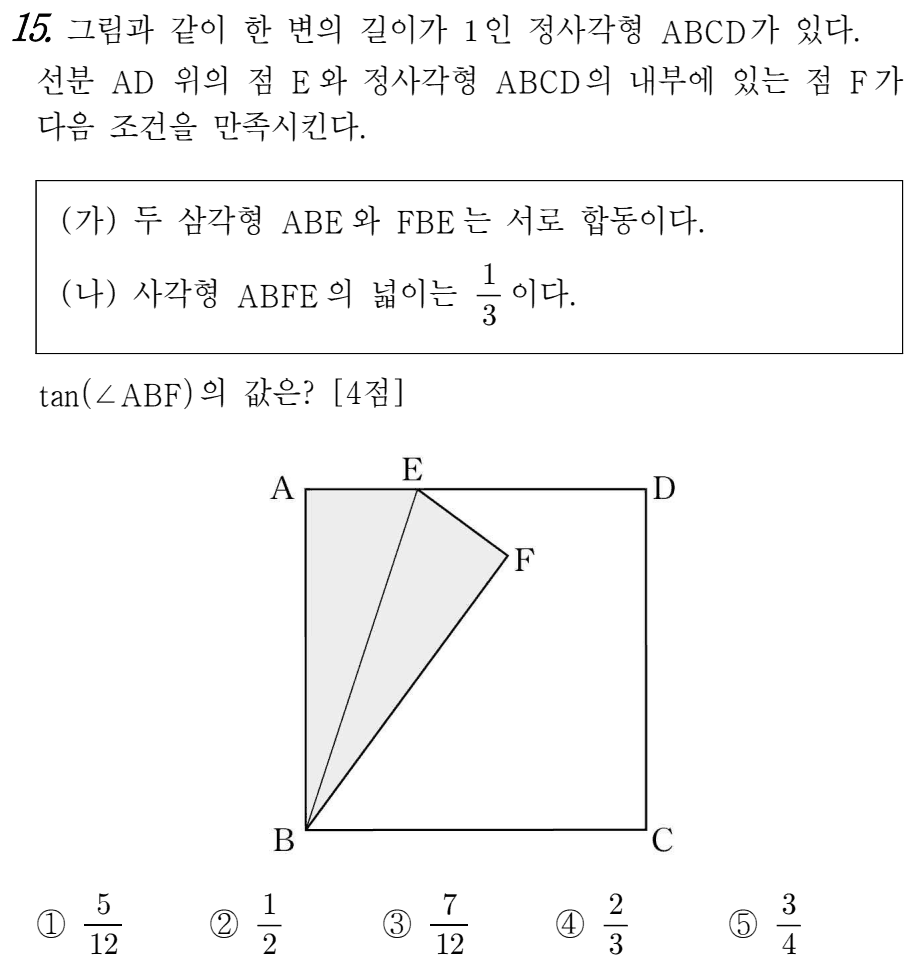 15. 그림과 같이 한 변의 길이가 1인 정사각형 ABCD가 있다.
선분 AD 위의 점 E와 정사각형 ABCD의 내부에 있는 점 F가
다음 조건을 만족시킨다.
(가) 두 삼각형 ABE와 FBE는 서로 합동이다.
(나) 사각형 ABFE의 넓이는 1/3이다.
tan(∠ABF)의 값은? [4점]
A E D
F
B C
① 5/12 ② 1/2 ③ 7/12 ④ 2/3 ⑤ 3/4